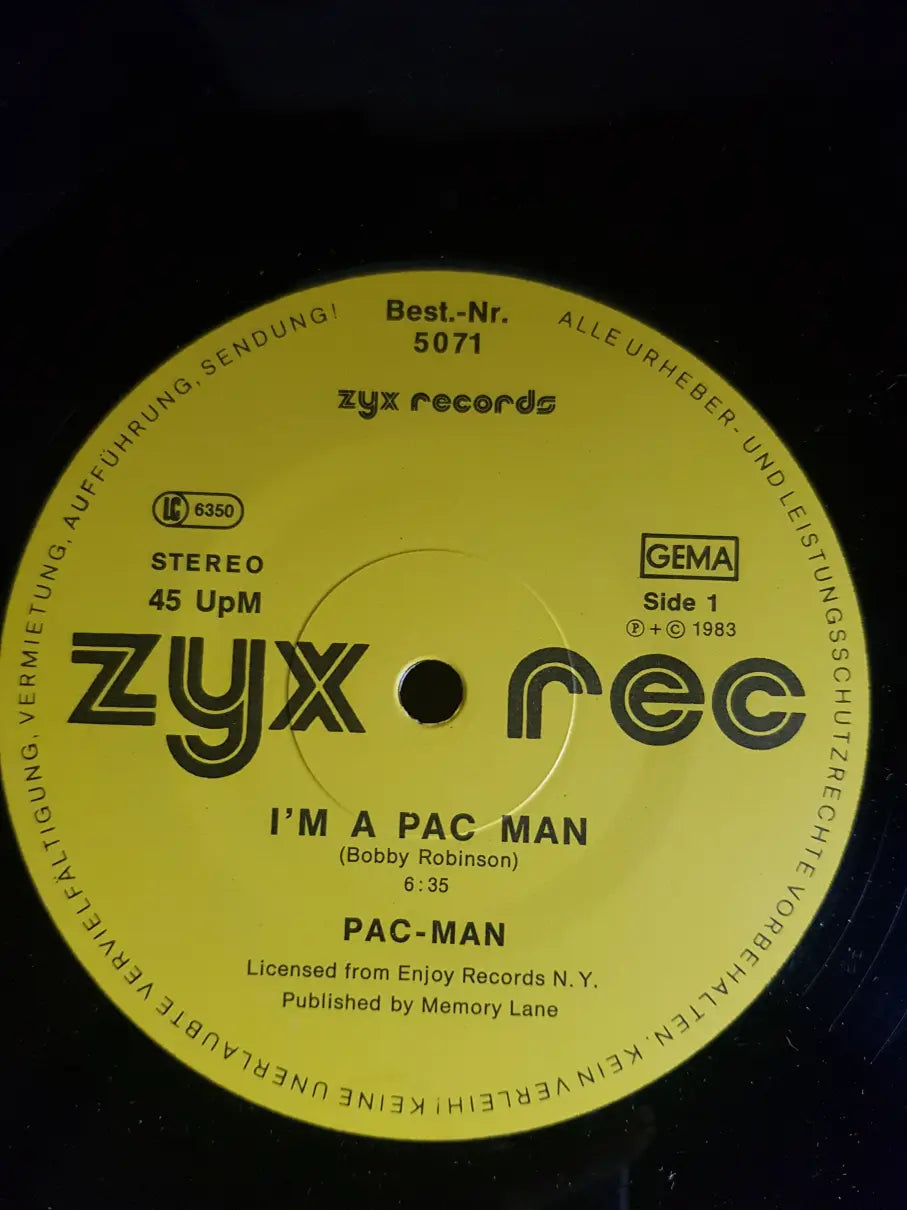 Best.-Nr.
5071
zyx records
LC 6350
STEREO
45 UpM
GEMA
Side 1
Ⓟ+© 1983
zyx rec
I'M A PAC MAN
(Bobby Robinson)
6:35
PAC-MAN
Licensed from Enjoy Records N.Y.
Published by Memory Lane
ALLE URHEBER- UND LEISTUNGSSCHUTZRECHTE VORBEHALTEN. KEIN VERLEIH! KEINE UNERLAUBTE VERVIELFÄLTIGUNG, VERMIETUNG, AUFFÜHRUNG, SENDUNG!